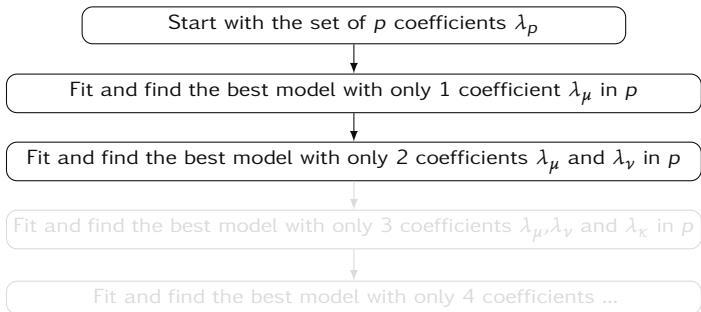 Start with the set of p coefficients λ_p
Fit and find the best model with only 1 coefficient λ_μ in p
Fit and find the best model with only 2 coefficients λ_μ and λ_ν in p
Fit and find the best model with only 3 coefficients λ_μ,λ_ν and λ_κ in p
Fit and find the best model with only 4 coefficients ...